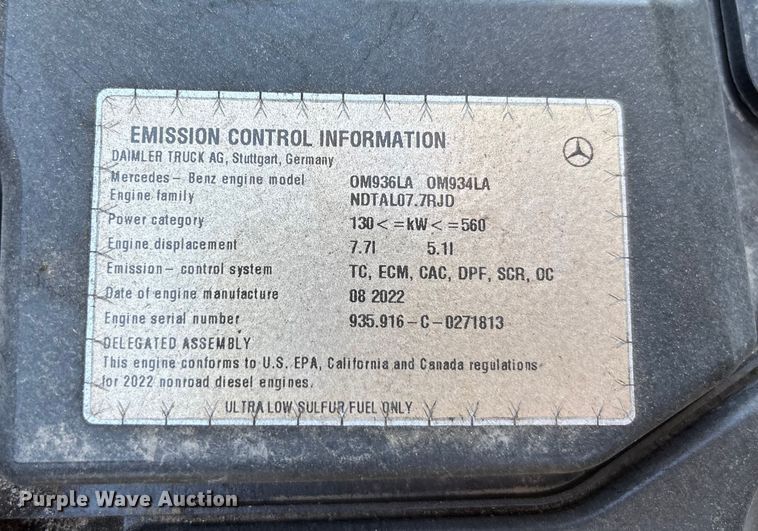 EMISSION CONTROL INFORMATION
DAIMLER TRUCK AG, Stuttgart, Germany
Mercedes- Benz engine model OM936LA OM934LA
Engine family NDTAL07.7RJD
Power category 130< =kW< =560
Engine displacement 7.7l 5.1l
Emission- control system TC, ECM, CAC, DPF, SCR, OC
Date of engine manufacture 08 2022
Engine serial number 935.916-C-0271813
DELEGATED ASSEMBLY
This engine conforms to U.S. EPA, California and Canada regulations
for 2022 nonroad diesel engines.
ULTRA LOW SULFUR FUEL ONLY
Purple Wave Auction